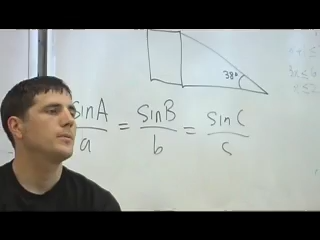 38°
sinA/a = sinB/b = sinC/c